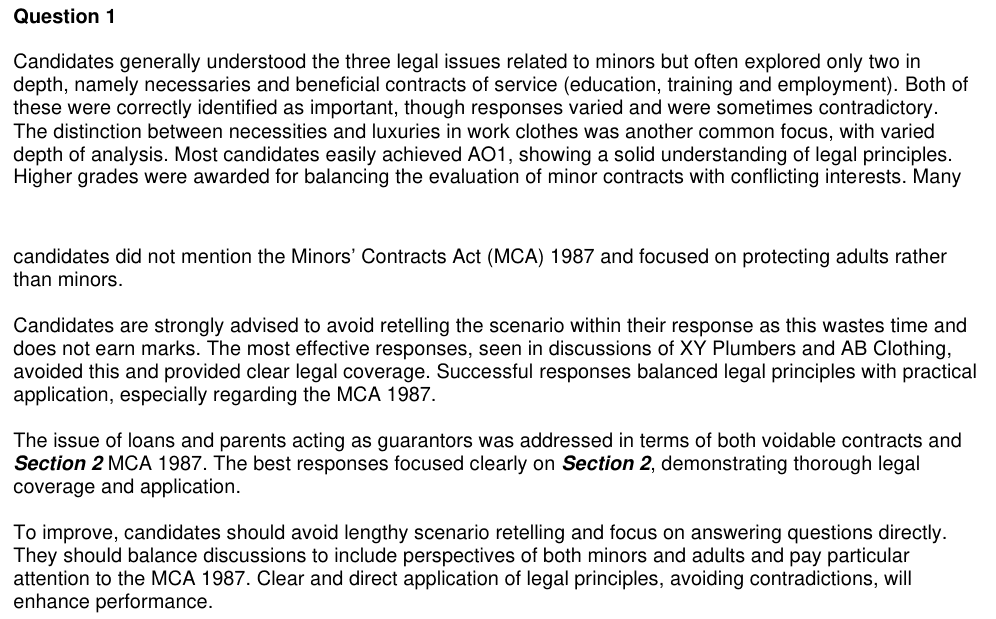 Question 1
Candidates generally understood the three legal issues related to minors but often explored only two in
depth, namely necessaries and beneficial contracts of service (education, training and employment). Both of
these were correctly identified as important, though responses varied and were sometimes contradictory.
The distinction between necessities and luxuries in work clothes was another common focus, with varied
depth of analysis. Most candidates easily achieved AO1, showing a solid understanding of legal principles.
Higher grades were awarded for balancing the evaluation of minor contracts with conflicting interests. Many
candidates did not mention the Minors’ Contracts Act (MCA) 1987 and focused on protecting adults rather
than minors.
Candidates are strongly advised to avoid retelling the scenario within their response as this wastes time and
does not earn marks. The most effective responses, seen in discussions of XY Plumbers and AB Clothing,
avoided this and provided clear legal coverage. Successful responses balanced legal principles with practical
application, especially regarding the MCA 1987.
The issue of loans and parents acting as guarantors was addressed in terms of both voidable contracts and
Section 2 MCA 1987. The best responses focused clearly on Section 2, demonstrating thorough legal
coverage and application.
To improve, candidates should avoid lengthy scenario retelling and focus on answering questions directly.
They should balance discussions to include perspectives of both minors and adults and pay particular
attention to the MCA 1987. Clear and direct application of legal principles, avoiding contradictions, will
enhance performance.